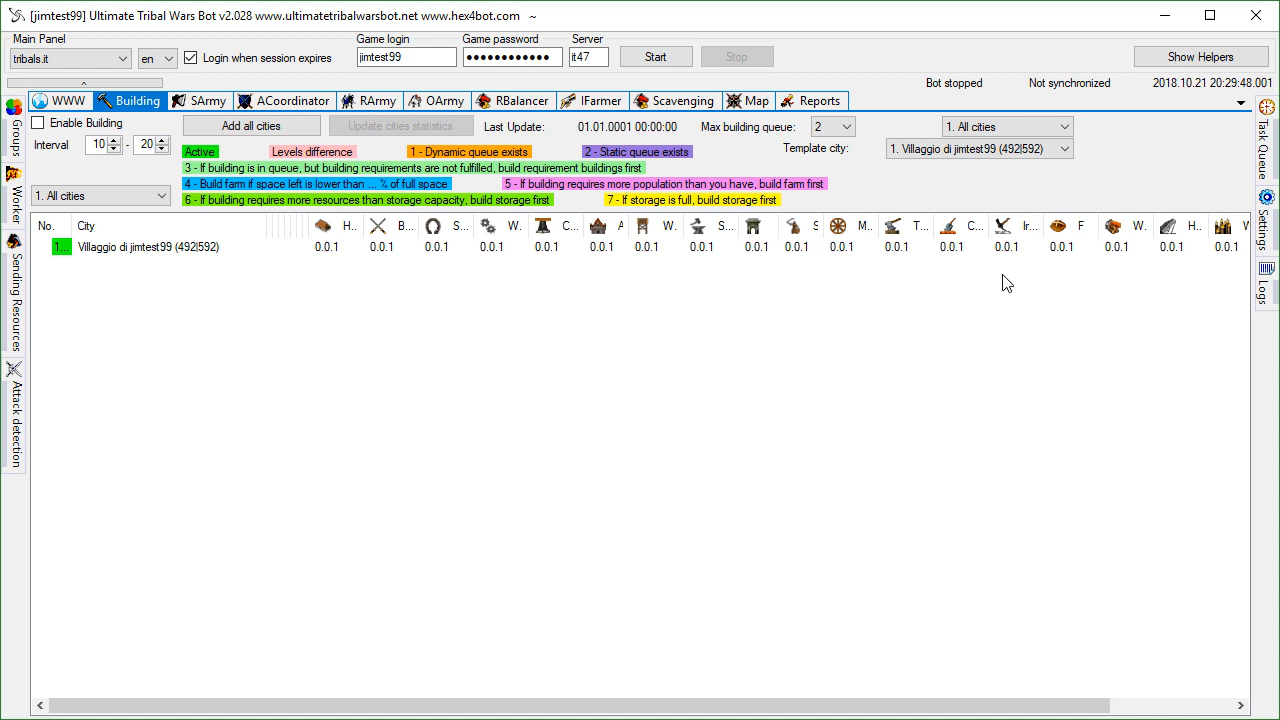 [jimtest99] Ultimate Tribal Wars Bot v2.028 www.ultimatetribalwarsbot.net www.hex4bot.com ~
Main Panel
Game login
Game password
Server
tribals.it
en
Login when session expires
jimtest99
●●●●●●●●●●●●
it47
Start
Stop
Show Helpers
Bot stopped
Not synchronized
2018.10.21 20:29:48.001
WWW
Building
SArmy
ACoordinator
RArmy
OArmy
RBalancer
IFarmer
Scavenging
Map
Reports
Enable Building
Add all cities
Update cities statistics
Last Update:
01.01.0001 00:00:00
Max building queue:
2
1. All cities
Interval
10
-
20
Template city:
1. Villaggio di jimtest99 (492|592)
Active
Levels difference
1 - Dynamic queue exists
2 - Static queue exists
3 - If building is in queue, but building requirements are not fulfilled, build requirement buildings first
4 - Build farm if space left is lower than ... % of full space
5 - If building requires more population than you have, build farm first
1. All cities
6 - If building requires more resources than storage capacity, build storage first
7 - If storage is full, build storage first
No. City H... B... S... W. C... A W. S... S M... T... C... Ir... F W. H.. W
1... Villaggio di jimtest99 (492|592) 0.0.1 0.0.1 0.0.1 0.0.1 0.0.1 0.0.1 0.0.1 0.0.1 0.0.1 0.0.1 0.0.1 0.0.1 0.0.1 0.0.1 0.0.1 0.0.1 0.0.1
Groups
Worker
Sending Resources
Attack detection
Task Queue
Settings
Logs